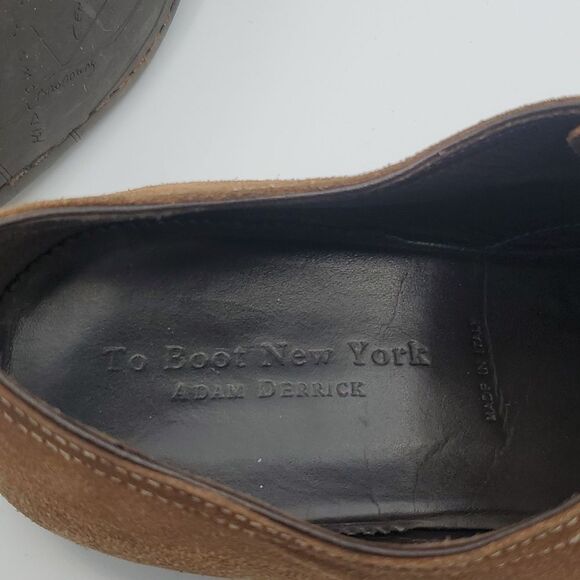 To Boot New York
ADAM DERRICK
MADE IN ITALY